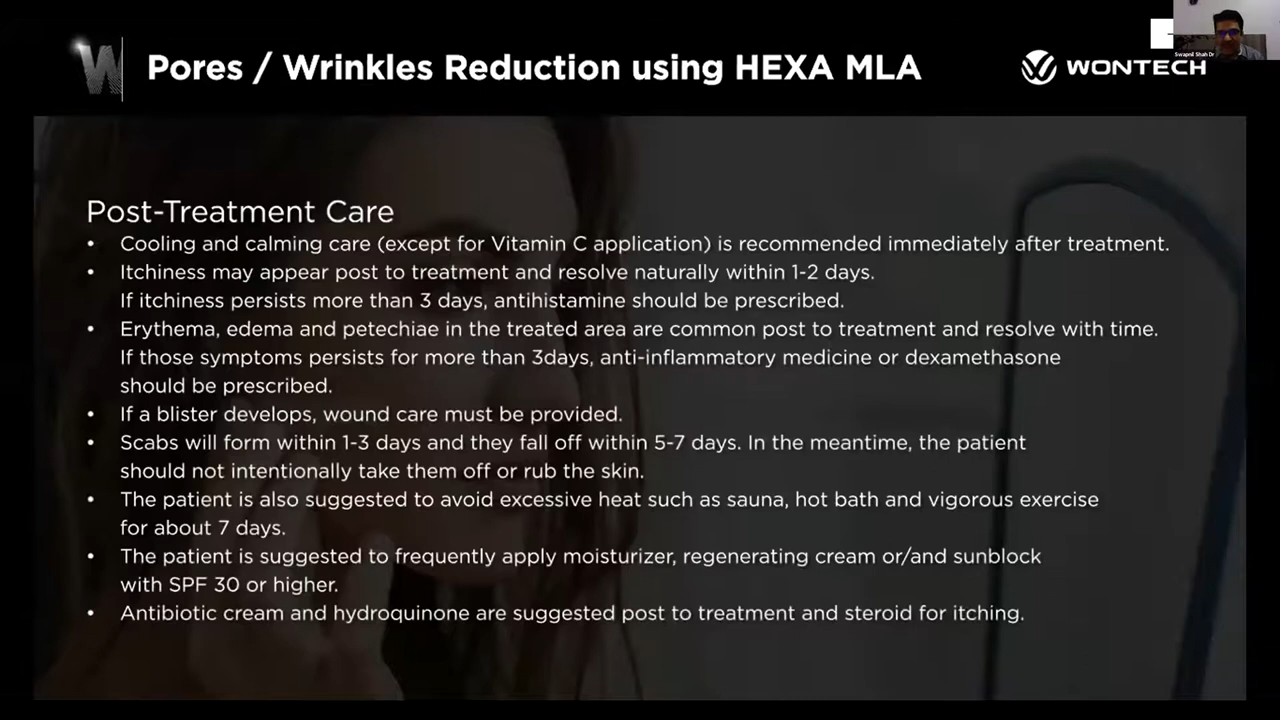 W
Pores / Wrinkles Reduction using HEXA MLA
WONTECH
Swapnil Shah Dr
Post-Treatment Care
• Cooling and calming care (except for Vitamin C application) is recommended immediately after treatment.
• Itchiness may appear post to treatment and resolve naturally within 1-2 days.
If itchiness persists more than 3 days, antihistamine should be prescribed.
• Erythema, edema and petechiae in the treated area are common post to treatment and resolve with time.
If those symptoms persists for more than 3days, anti-inflammatory medicine or dexamethasone
should be prescribed.
• If a blister develops, wound care must be provided.
• Scabs will form within 1-3 days and they fall off within 5-7 days. In the meantime, the patient
should not intentionally take them off or rub the skin.
• The patient is also suggested to avoid excessive heat such as sauna, hot bath and vigorous exercise
for about 7 days.
• The patient is suggested to frequently apply moisturizer, regenerating cream or/and sunblock
with SPF 30 or higher.
• Antibiotic cream and hydroquinone are suggested post to treatment and steroid for itching.